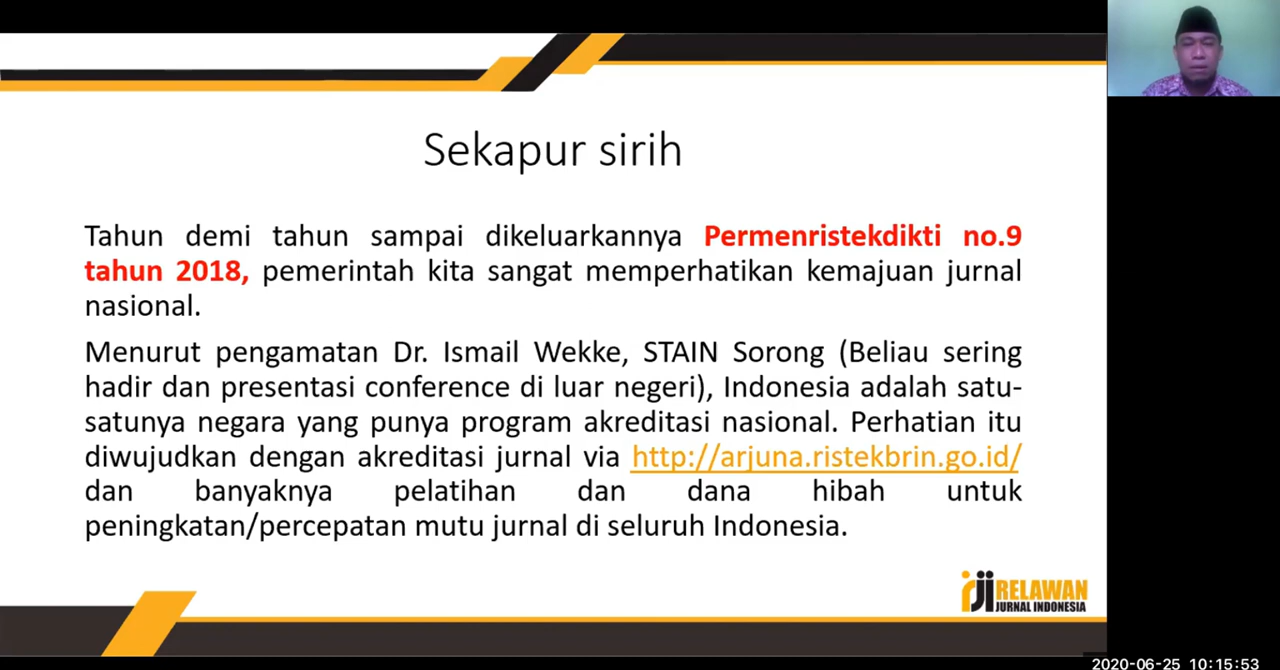 Sekapur sirih
Tahun demi tahun sampai dikeluarkannya Permenristekdikti no.9
tahun 2018, pemerintah kita sangat memperhatikan kemajuan jurnal
nasional.
Menurut pengamatan Dr. Ismail Wekke, STAIN Sorong (Beliau sering
hadir dan presentasi conference di luar negeri), Indonesia adalah satu-
satunya negara yang punya program akreditasi nasional. Perhatian itu
diwujudkan dengan akreditasi jurnal via http://arjuna.ristekbrin.go.id/
dan banyaknya pelatihan dan dana hibah untuk
peningkatan/percepatan mutu jurnal di seluruh Indonesia.
rji RELAWAN
JURNAL INDONESIA
2020-06-25 10:15:53